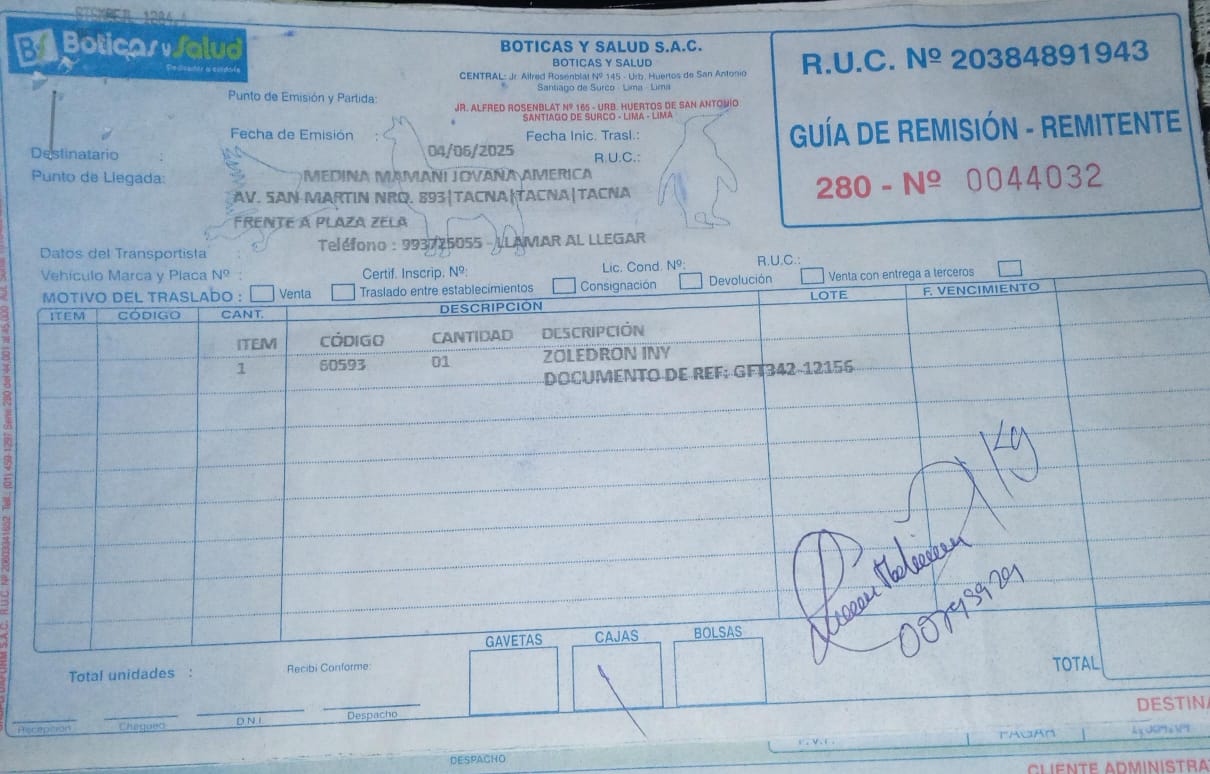 Boticas y Salud
Dedicados a cuidarte
BOTICAS Y SALUD S.A.C.
BOTICAS Y SALUD
CENTRAL: Jr. Alfred Rosenblat Nº 145 - Urb. Huertos de San Antonio
Santiago de Surco - Lima - Lima
R.U.C. Nº 20384891943
GUÍA DE REMISIÓN - REMITENTE
280 - Nº 0044032
Punto de Emisión y Partida:
JR. ALFRED ROSENBLAT Nº 165 - URB. HUERTOS DE SAN ANTONIO
SANTIAGO DE SURCO - LIMA - LIMA
Fecha de Emisión : 04/06/2025 Fecha Inic. Trasl.:
Destinatario : R.U.C.:
Punto de Llegada: MEDINA MAMANI JOVANA AMERICA
AV. SAN MARTIN NRO. 893|TACNA|TACNA|TACNA
FRENTE A PLAZA ZELA
Teléfono : 993725055 - LLAMAR AL LLEGAR
Datos del Transportista :
Vehículo Marca y Placa Nº : Certif. Inscrip. Nº: Lic. Cond. Nº: R.U.C.:
MOTIVO DEL TRASLADO : Venta Traslado entre establecimientos Consignación Devolución Venta con entrega a terceros
ITEM CÓDIGO CANT. DESCRIPCIÓN LOTE F. VENCIMIENTO
ITEM CÓDIGO CANTIDAD DESCRIPCIÓN
1 60593 01 ZOLEDRON INY
DOCUMENTO DE REF: GFT342-12156
Kg
GAVETAS CAJAS BOLSAS
Total unidades : Recibi Conforme: TOTAL
Recepción Chequeo D.N.I. Despacho
DESTINA
DESPACHO
CLIENTE ADMINISTRA